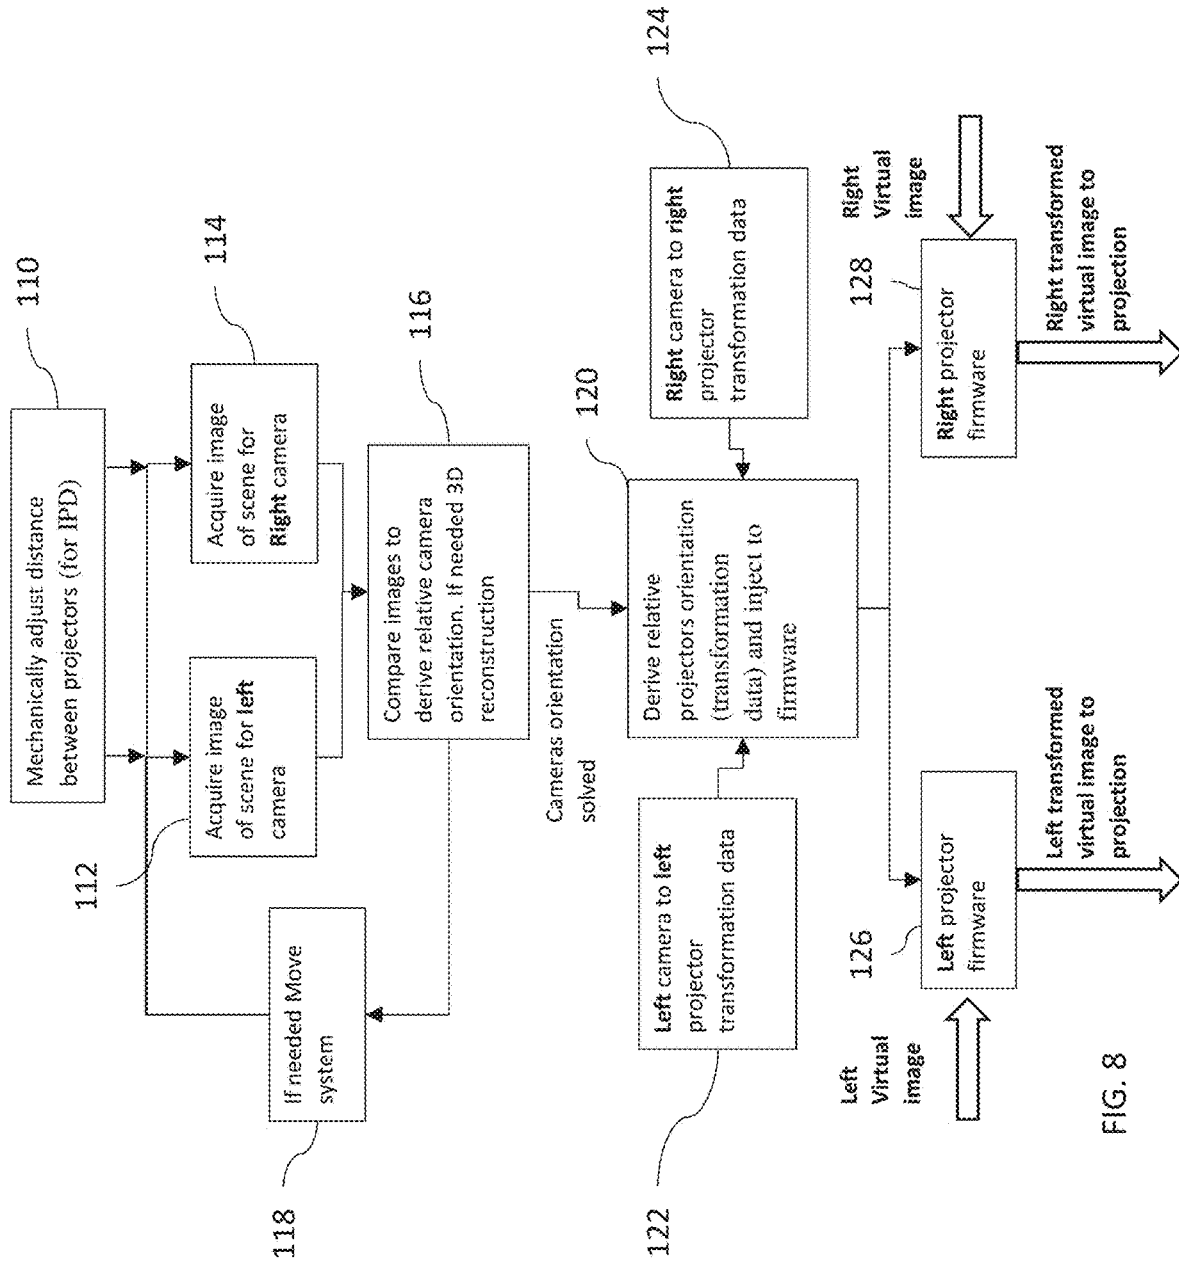 110
Mechanically adjust distance
between projectors (for IPD)
112
Acquire image
of scene for left
camera
114
Acquire image
of scene for
Right camera
116
Compare images to
derive relative camera
orientation. If needed 3D
reconstruction
118
If needed Move
system
Cameras orientation
solved
120
Derive relative
projectors orientation
(transformation
data) and inject to
firmware
122
Left camera to left
projector
transformation data
124
Right camera to right
projector
transformation data
Left
Virtual
image
126
Left projector
firmware
128
Right projector
firmware
Right
Virtual
image
Left transformed
virtual image to
projection
Right transformed
virtual image to
projection
FIG. 8